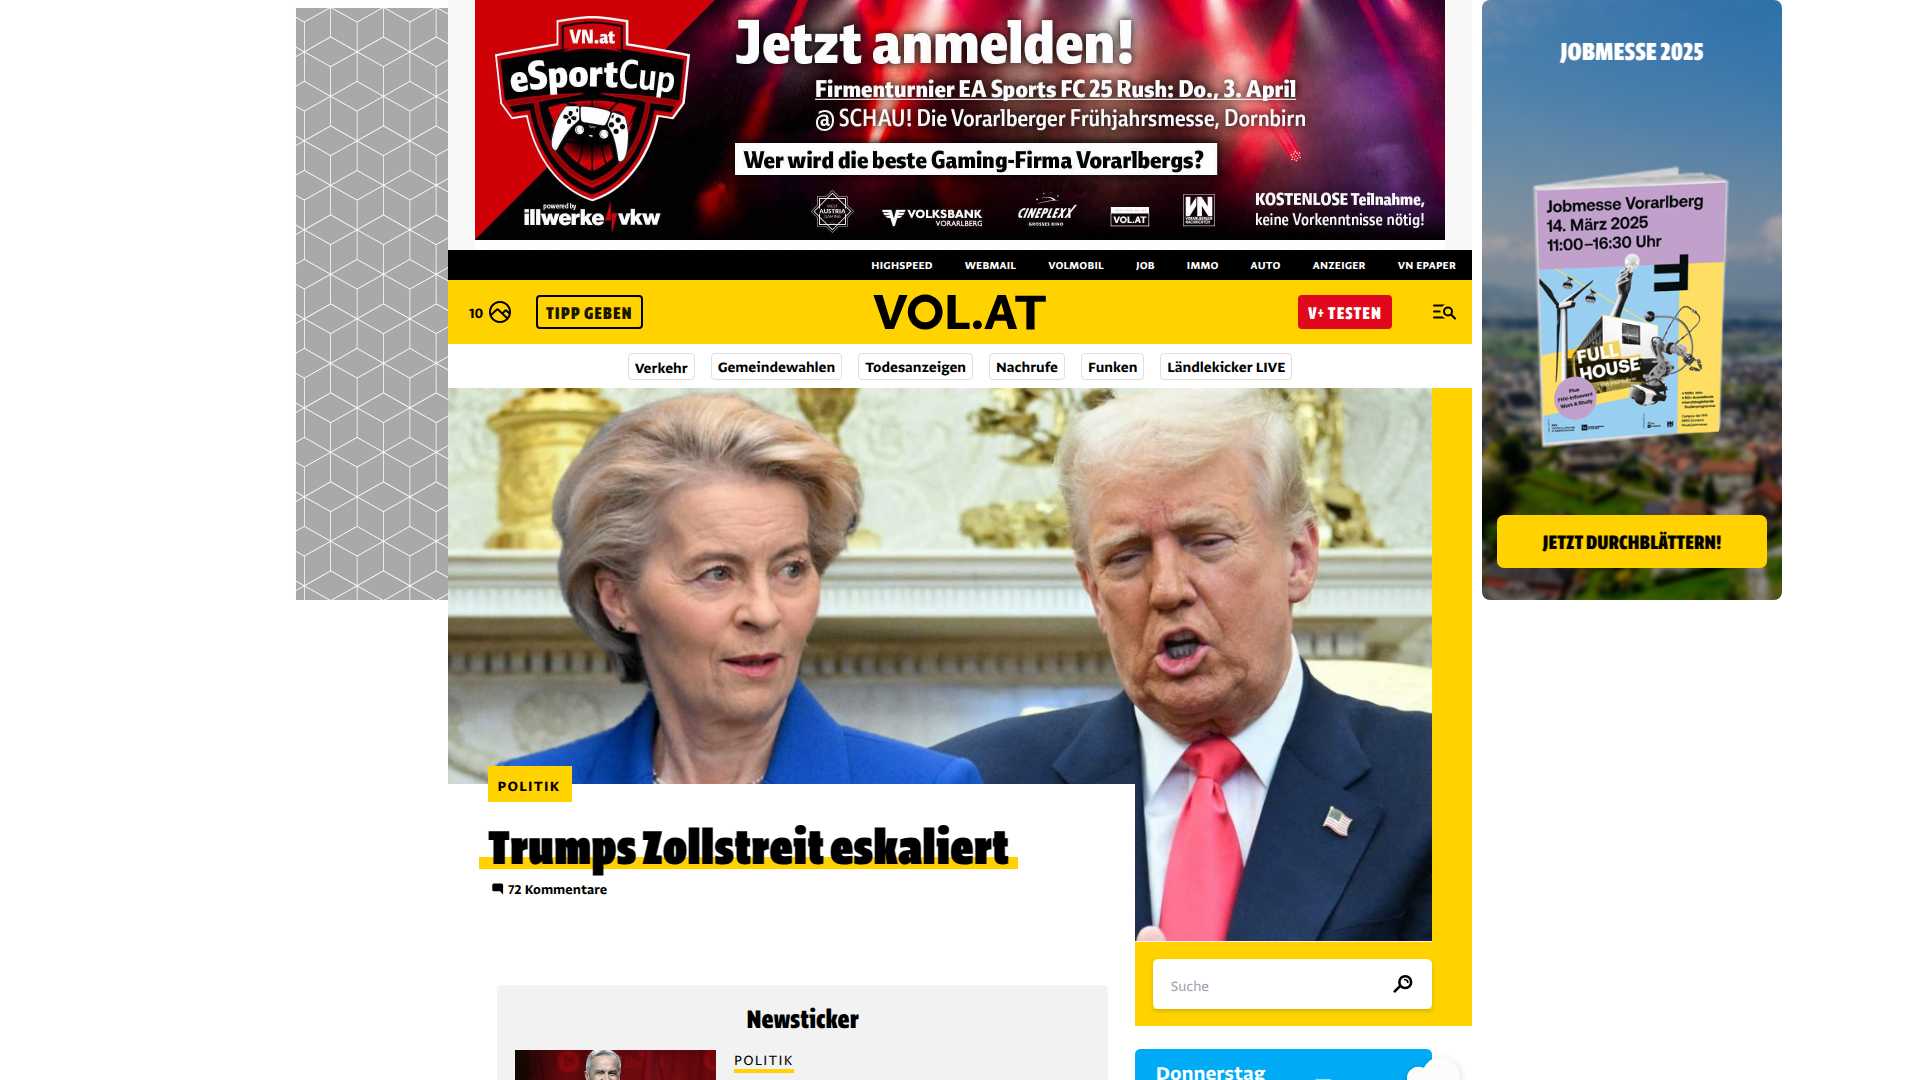 VN.at
eSportCup
powered by
illwerke vkw
Jetzt anmelden!
Firmenturnier EA Sports FC 25 Rush: Do., 3. April
@ SCHAU! Die Vorarlberger Frühjahrsmesse, Dornbirn
Wer wird die beste Gaming-Firma Vorarlbergs?
AUSTRIA
VOLKSBANK
VORARLBERG
CINEPLEXX
VOL.AT
VN
KOSTENLOSE Teilnahme,
keine Vorkenntnisse nötig!
JOBMESSE 2025
Jobmesse Vorarlberg
14. März 2025
11:00–16:30 Uhr
FULL
HOUSE
JETZT DURCHBLÄTTERN!
HIGHSPEED WEBMAIL VOLMOBIL JOB IMMO AUTO ANZEIGER VN EPAPER
10 TIPP GEBEN VOL.AT V+ TESTEN
Verkehr Gemeindewahlen Todesanzeigen Nachrufe Funken Ländlekicker LIVE
POLITIK
Trumps Zollstreit eskaliert
72 Kommentare
Suche
Newsticker
POLITIK
Donnerstag